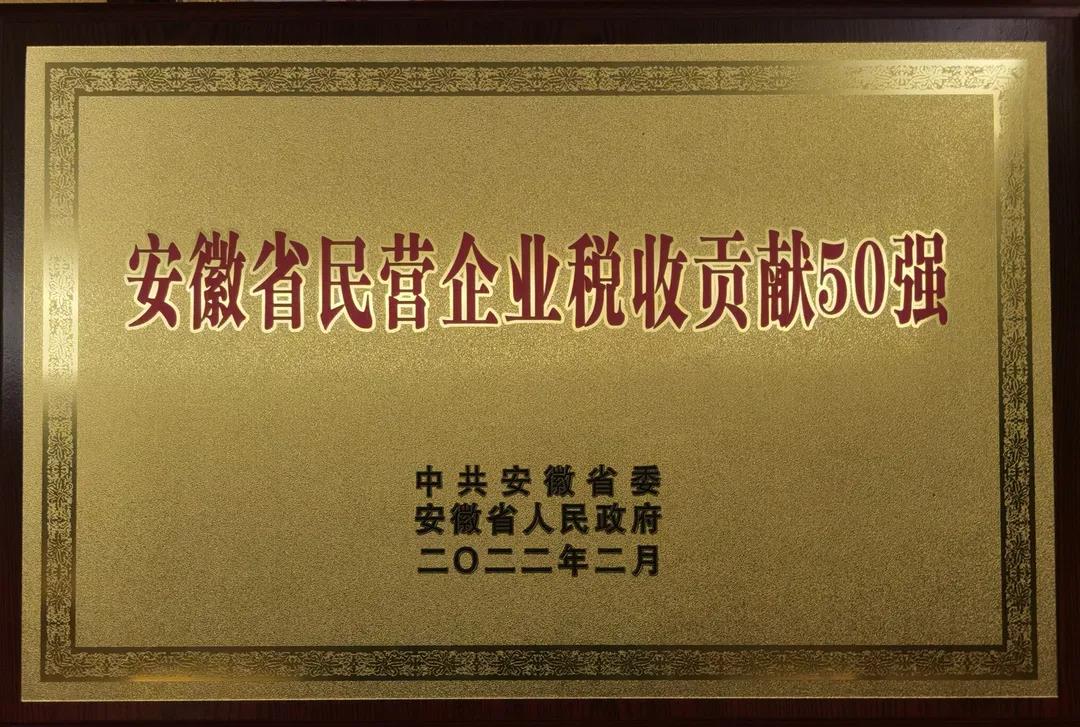 安徽省民营企业税收贡献50强
中共安徽省委
安徽省人民政府
二〇二二年二月